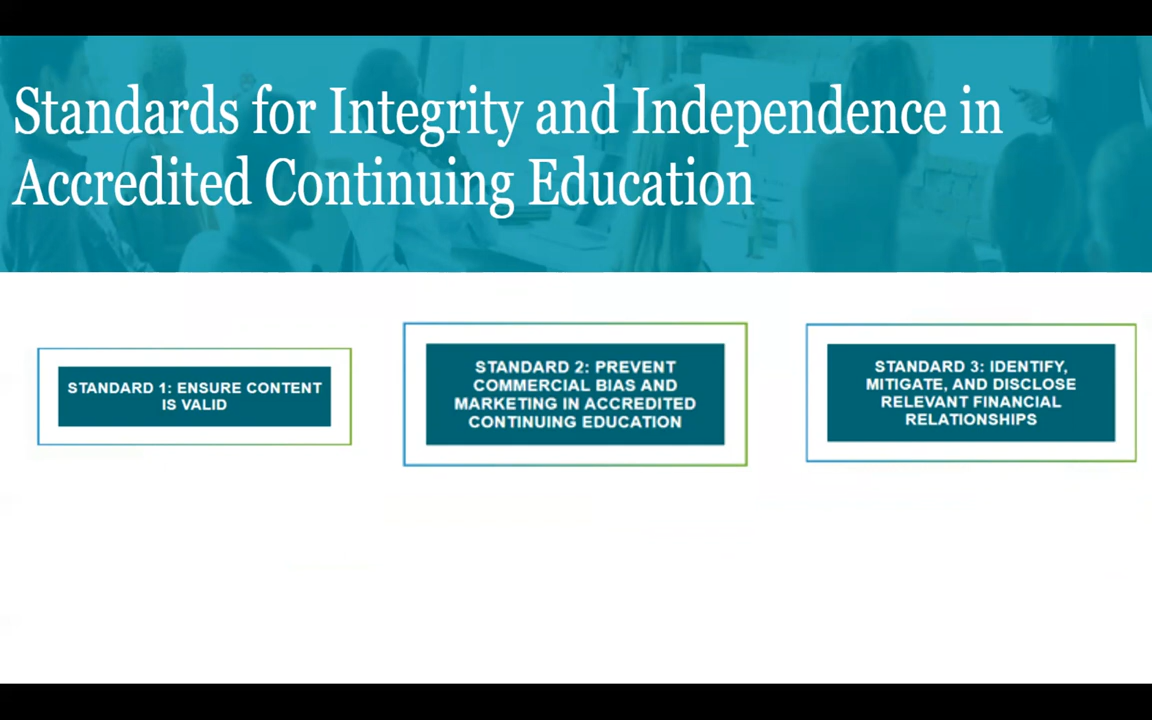 Standards for Integrity and Independence in
Accredited Continuing Education
STANDARD 1: ENSURE CONTENT
IS VALID
STANDARD 2: PREVENT
COMMERCIAL BIAS AND
MARKETING IN ACCREDITED
CONTINUING EDUCATION
STANDARD 3: IDENTIFY,
MITIGATE, AND DISCLOSE
RELEVANT FINANCIAL
RELATIONSHIPS